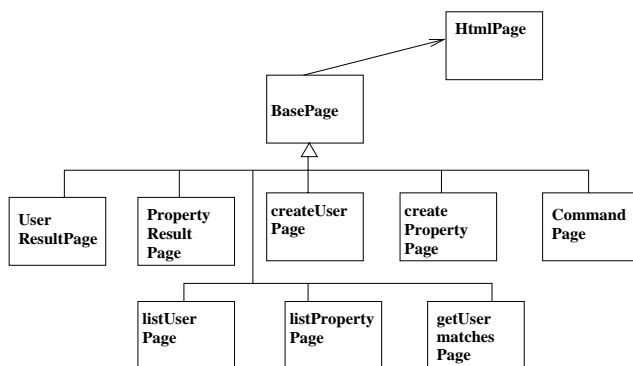 HtmlPage
BasePage
User
ResultPage
Property
Result
Page
createUser
Page
create
Property
Page
Command
Page
listUser
Page
listProperty
Page
getUser
matches
Page